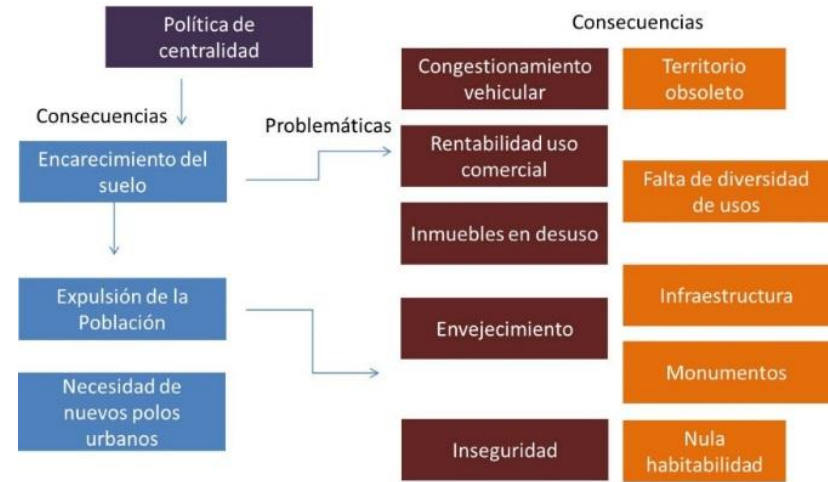 Política de
centralidad
Consecuencias
Encarecimiento del
suelo
Expulsión de la
Población
Necesidad de
nuevos polos
urbanos
Problemáticas
Congestionamiento
vehicular
Rentabilidad uso
comercial
Inmuebles en desuso
Envejecimiento
Inseguridad
Consecuencias
Territorio
obsoleto
Falta de diversidad
de usos
Infraestructura
Monumentos
Nula
habitabilidad